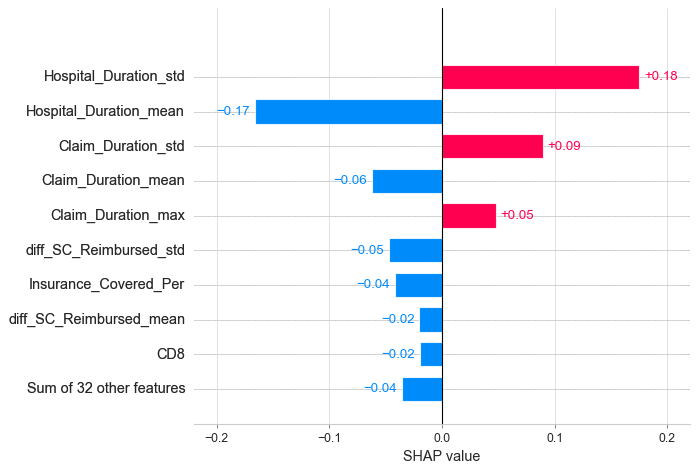 Hospital_Duration_std +0.18
Hospital_Duration_mean −0.17
Claim_Duration_std +0.09
Claim_Duration_mean −0.06
Claim_Duration_max +0.05
diff_SC_Reimbursed_std −0.05
Insurance_Covered_Per −0.04
diff_SC_Reimbursed_mean −0.02
CD8 −0.02
Sum of 32 other features −0.04
−0.2 −0.1 0.0 0.1 0.2
SHAP value